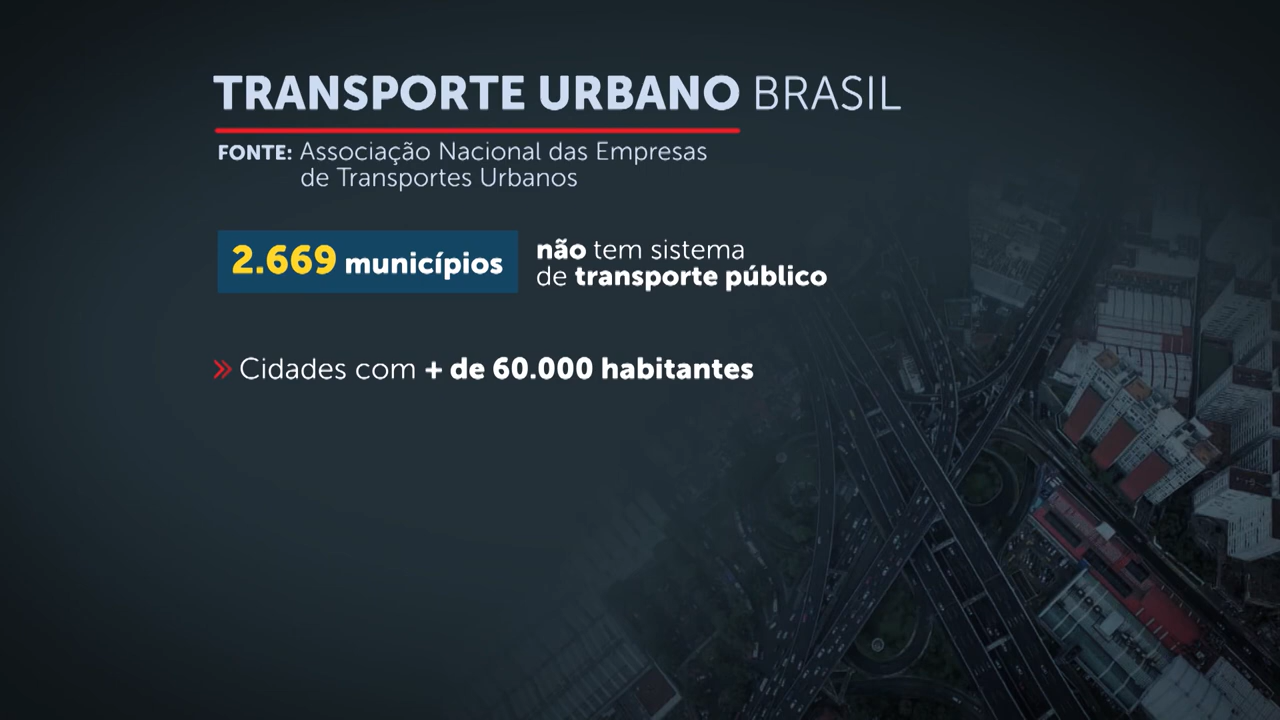 TRANSPORTE URBANO BRASIL
FONTE: Associação Nacional das Empresas
de Transportes Urbanos
2.669 municípios
não tem sistema
de transporte público
» Cidades com + de 60.000 habitantes